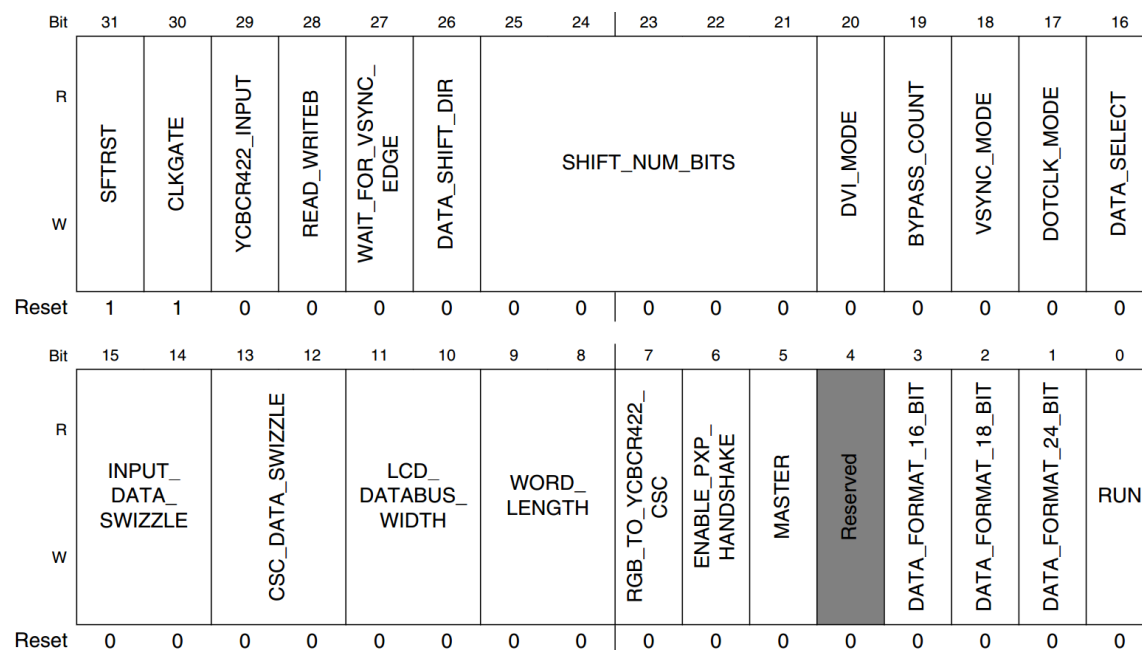 Bit 31 30 29 28 27 26 25 24 23 22 21 20 19 18 17 16
R
W
SFTRST
CLKGATE
YCBCR422_INPUT
READ_WRITEB
WAIT_FOR_VSYNC_
EDGE
DATA_SHIFT_DIR
SHIFT_NUM_BITS
DVI_MODE
BYPASS_COUNT
VSYNC_MODE
DOTCLK_MODE
DATA_SELECT
Reset 1 1 0 0 0 0 0 0 0 0 0 0 0 0 0 0
Bit 15 14 13 12 11 10 9 8 7 6 5 4 3 2 1 0
R
W
INPUT_
DATA_
SWIZZLE
CSC_DATA_SWIZZLE
LCD_
DATABUS_
WIDTH
WORD_
LENGTH
RGB_TO_YCBCR422_
CSC
ENABLE_PXP_
HANDSHAKE
MASTER
Reserved
DATA_FORMAT_16_BIT
DATA_FORMAT_18_BIT
DATA_FORMAT_24_BIT
RUN
Reset 0 0 0 0 0 0 0 0 0 0 0 0 0 0 0 0